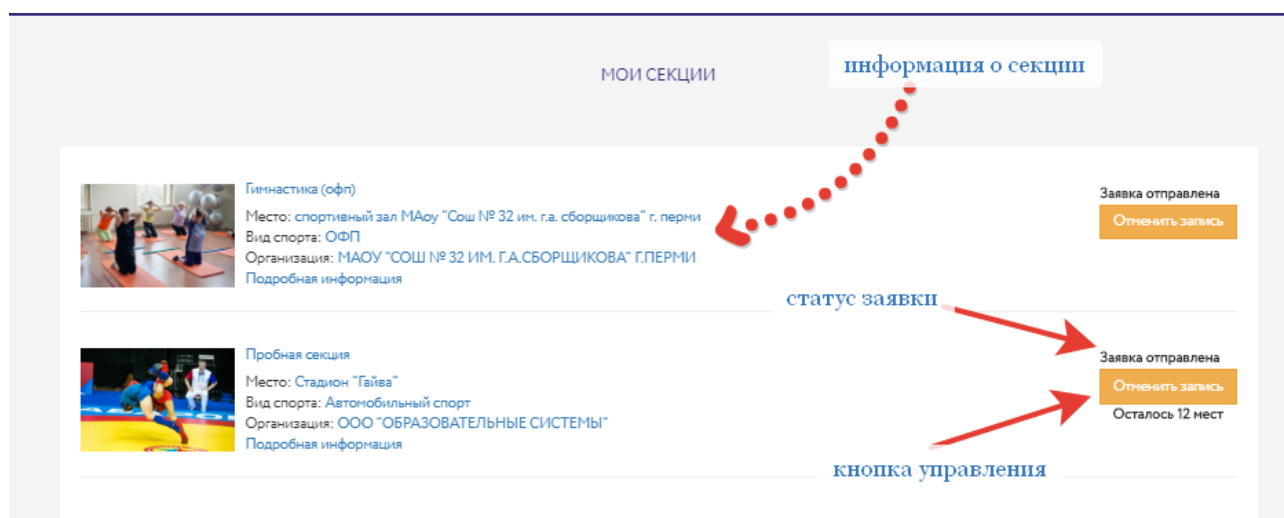 МОИ СЕКЦИИ
информация о секции
Гимнастика (офп)
Место: спортивный зал МАоу "Сош № 32 им. г.а. сборщикова" г. перми
Вид спорта: ОФП
Организация: МАОУ "СОШ № 32 ИМ. Г.А.СБОРЩИКОВА" Г.ПЕРМИ
Подробная информация
Заявка отправлена
Отменить запись
статус заявки
Пробная секция
Место: Стадион "Гайва"
Вид спорта: Автомобильный спорт
Организация: ООО "ОБРАЗОВАТЕЛЬНЫЕ СИСТЕМЫ"
Подробная информация
Заявка отправлена
Отменить запись
Осталось 12 мест
кнопка управления